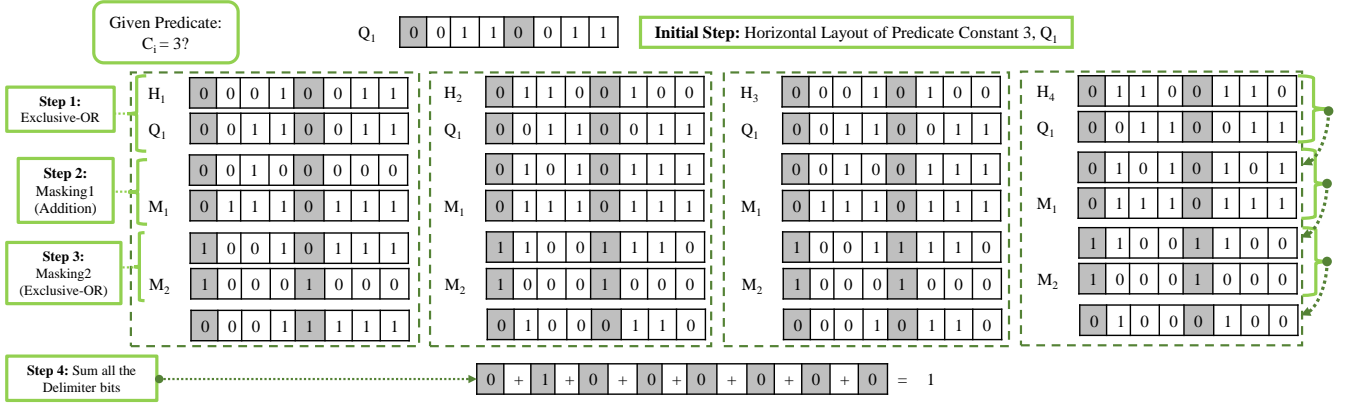 Given Predicate:
Cᵢ = 3?
Q₁ 0 0 1 1 0 0 1 1
Initial Step: Horizontal Layout of Predicate Constant 3, Q₁
Step 1:
Exclusive-OR
Step 2:
Masking1
(Addition)
Step 3:
Masking2
(Exclusive-OR)
H₁ 0 0 0 1 0 0 1 1
Q₁ 0 0 1 1 0 0 1 1
0 0 1 0 0 0 0 0
M₁ 0 1 1 1 0 1 1 1
1 0 0 1 0 1 1 1
M₂ 1 0 0 0 1 0 0 0
0 0 0 1 1 1 1 1
H₂ 0 1 1 0 0 1 0 0
Q₁ 0 0 1 1 0 0 1 1
0 1 0 1 0 1 1 1
M₁ 0 1 1 1 0 1 1 1
1 1 0 0 1 1 1 0
M₂ 1 0 0 0 1 0 0 0
0 1 0 0 0 1 1 0
H₃ 0 0 0 1 0 1 0 0
Q₁ 0 0 1 1 0 0 1 1
0 0 1 0 0 1 1 1
M₁ 0 1 1 1 0 1 1 1
1 0 0 1 1 1 1 0
M₂ 1 0 0 0 1 0 0 0
0 0 0 1 0 1 1 0
H₄ 0 1 1 0 0 1 1 0
Q₁ 0 0 1 1 0 0 1 1
0 1 0 1 0 1 0 1
M₁ 0 1 1 1 0 1 1 1
1 1 0 0 1 1 0 0
M₂ 1 0 0 0 1 0 0 0
0 1 0 0 0 1 0 0
Step 4: Sum all the
Delimiter bits
0 + 1 + 0 + 0 + 0 + 0 + 0 + 0 = 1